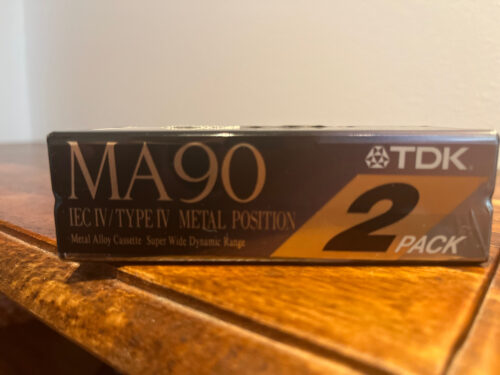 MA90
IEC IV/TYPE IV METAL POSITION
Metal Alloy Cassette Super Wide Dynamic Range
TDK.
2
PACK